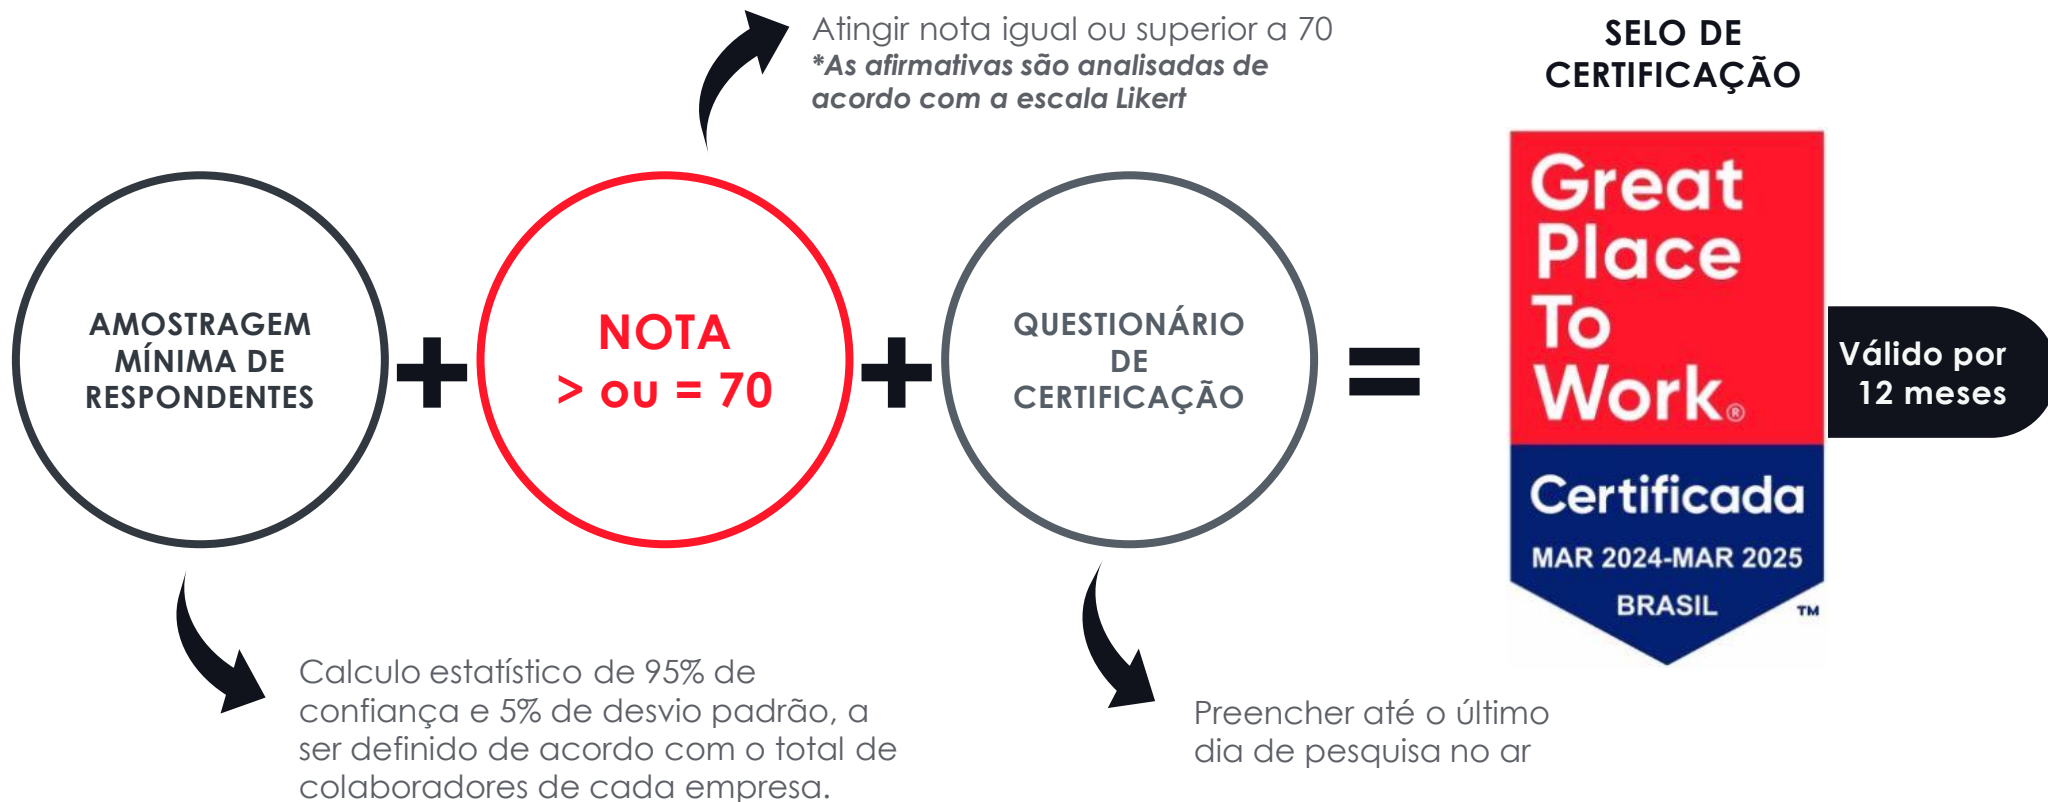 Atingir nota igual ou superior a 70
*As afirmativas são analisadas de
acordo com a escala Likert
SELO DE
CERTIFICAÇÃO
AMOSTRAGEM
MÍNIMA DE
RESPONDENTES
+
NOTA
> ou = 70
+
QUESTIONÁRIO
DE
CERTIFICAÇÃO
=
Great
Place
To
Work®
Certificada
MAR 2024-MAR 2025
BRASIL
TM
Válido por
12 meses
Calculo estatístico de 95% de
confiança e 5% de desvio padrão, a
ser definido de acordo com o total de
colaboradores de cada empresa.
Preencher até o último
dia de pesquisa no ar